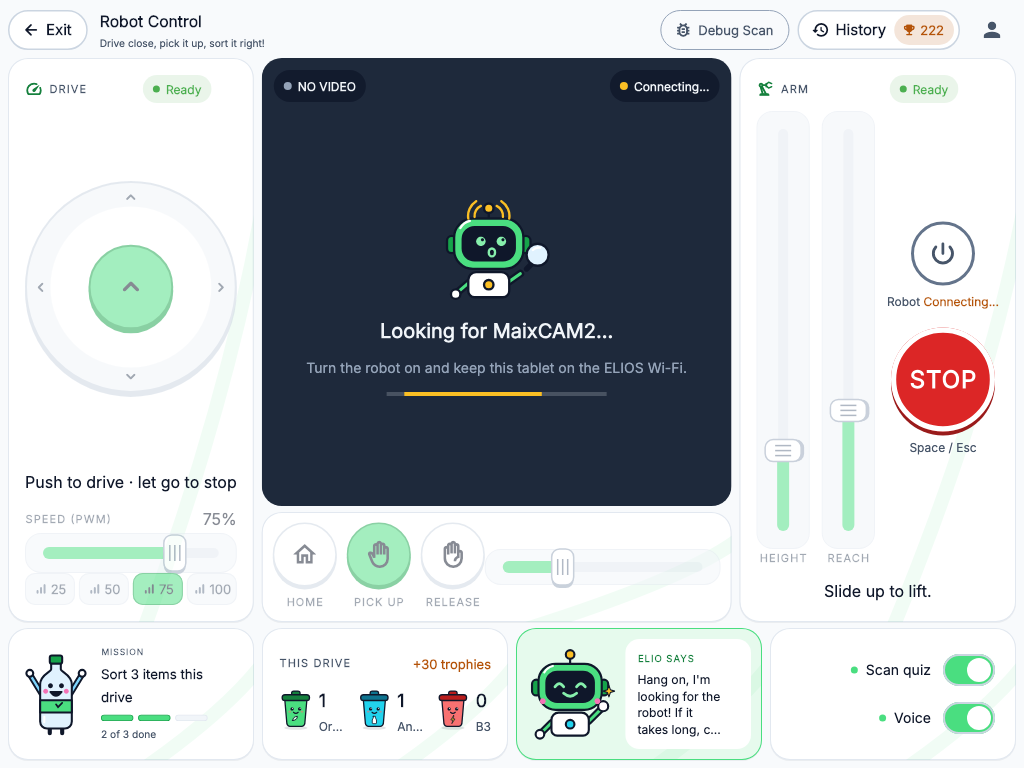 Exit
Robot Control
Drive close, pick it up, sort it right!
Debug Scan
History
222
DRIVE
Ready
NO VIDEO
Connecting...
ARM
Ready
Looking for MaixCAM2...
Turn the robot on and keep this tablet on the ELIOS Wi-Fi.
Robot Connecting...
STOP
Space / Esc
Push to drive · let go to stop
SPEED (PWM)
75%
25
50
75
100
HOME
PICK UP
RELEASE
HEIGHT
REACH
Slide up to lift.
MISSION
Sort 3 items this
drive
2 of 3 done
THIS DRIVE
+30 trophies
1
Or...
1
An...
0
B3
ELIO SAYS
Hang on, I'm
looking for the
robot! If it
takes long, c...
Scan quiz
Voice